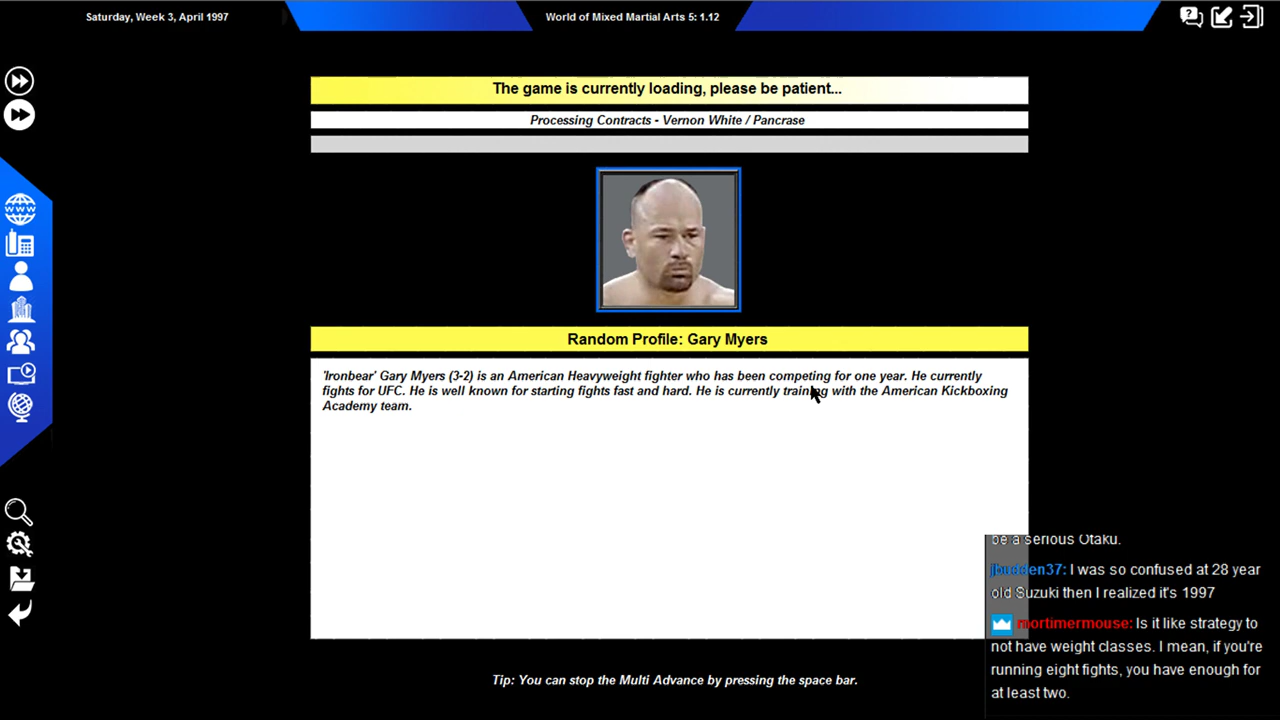 Saturday, Week 3, April 1997
World of Mixed Martial Arts 5: 1.12
The game is currently loading, please be patient...
Processing Contracts - Vernon White / Pancrase
Random Profile: Gary Myers
'Ironbear' Gary Myers (3-2) is an American Heavyweight fighter who has been competing for one year. He currently
fights for UFC. He is well known for starting fights fast and hard. He is currently training with the American Kickboxing
Academy team.
WWW
be a serious Otaku.
jbudden37: I was so confused at 28 year
old Suzuki then I realized it's 1997
mortimermouse: Is it like strategy to
not have weight classes. I mean, if you're
running eight fights, you have enough for
at least two.
Tip: You can stop the Multi Advance by pressing the space bar.